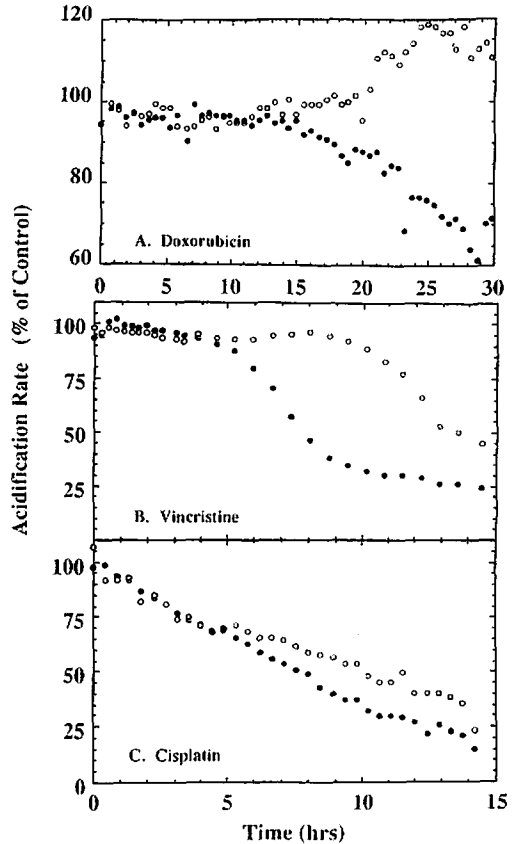 Acidification Rate (% of Control)
120
100
80
60
A. Doxorubicin
0 5 10 15 20 25 30
100
75
50
25
B. Vincristine
100
75
50
25
0
C. Cisplatin
0 5 10 15
Time (hrs)